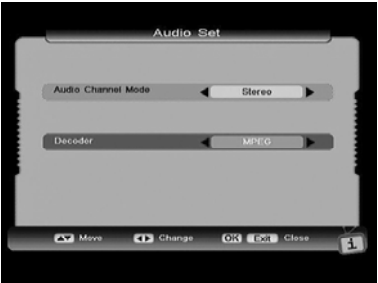 Audio Set
Audio Channel Mode Stereo
Decoder MPEG
Move Change OK Exit Close
i